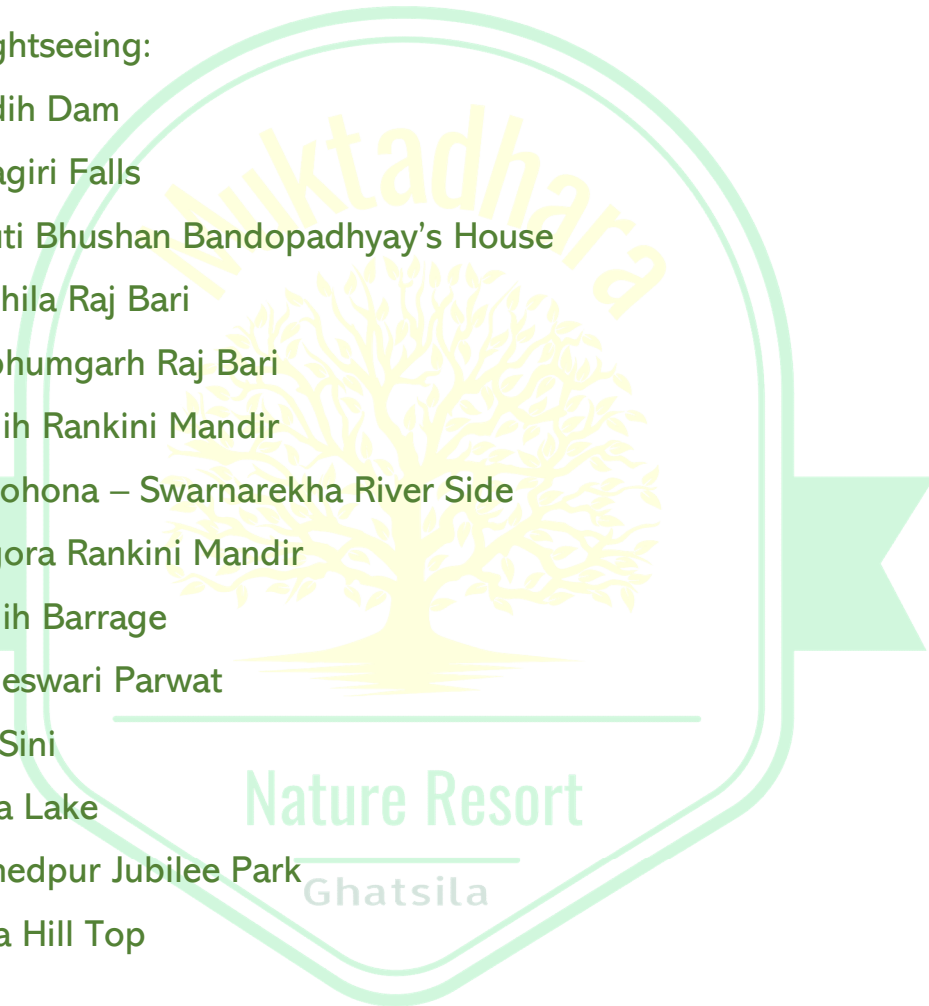 ghtseeing:
dih Dam
agiri Falls
uti Bhushan Bandopadhyay’s House
hila Raj Bari
bhumgarh Raj Bari
ih Rankini Mandir
ohona – Swarnarekha River Side
gora Rankini Mandir
ih Barrage
eswari Parwat
Sini
a Lake
hedpur Jubilee Park
a Hill Top
Muktadhara
Nature Resort
Ghatsila